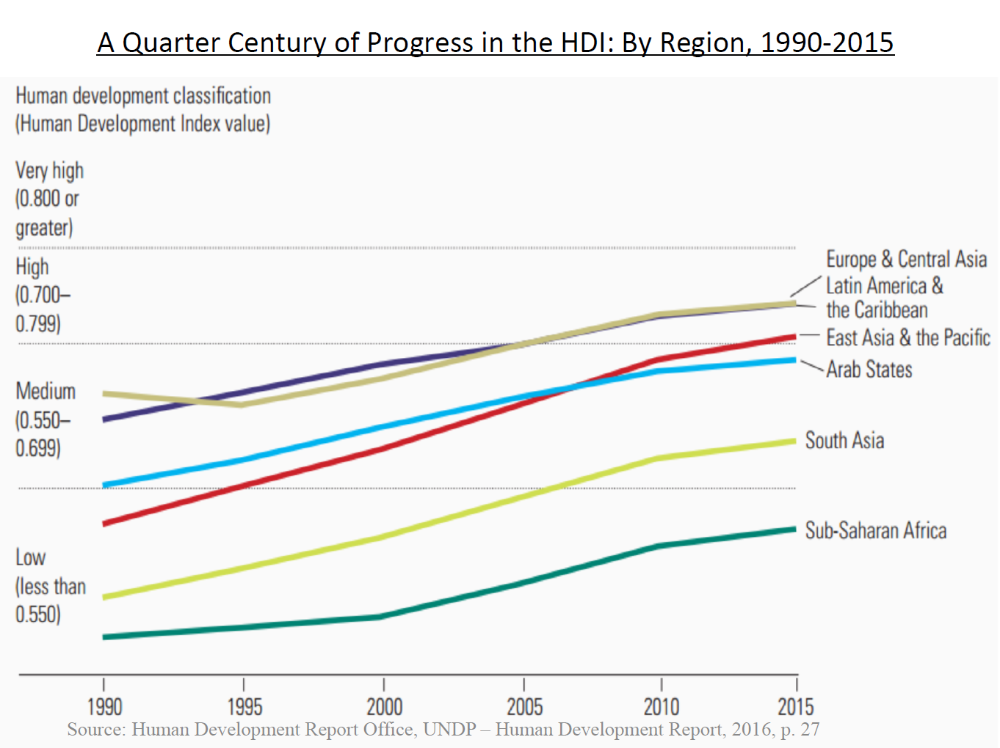 A Quarter Century of Progress in the HDI: By Region, 1990-2015
Human development classification
(Human Development Index value)
Very high
(0.800 or
greater)
High
(0.700–
0.799)
Medium
(0.550–
0.699)
Low
(less than
0.550)
Europe & Central Asia
Latin America &
the Caribbean
East Asia & the Pacific
Arab States
South Asia
Sub-Saharan Africa
1990 1995 2000 2005 2010 2015
Source: Human Development Report Office, UNDP – Human Development Report, 2016, p. 27